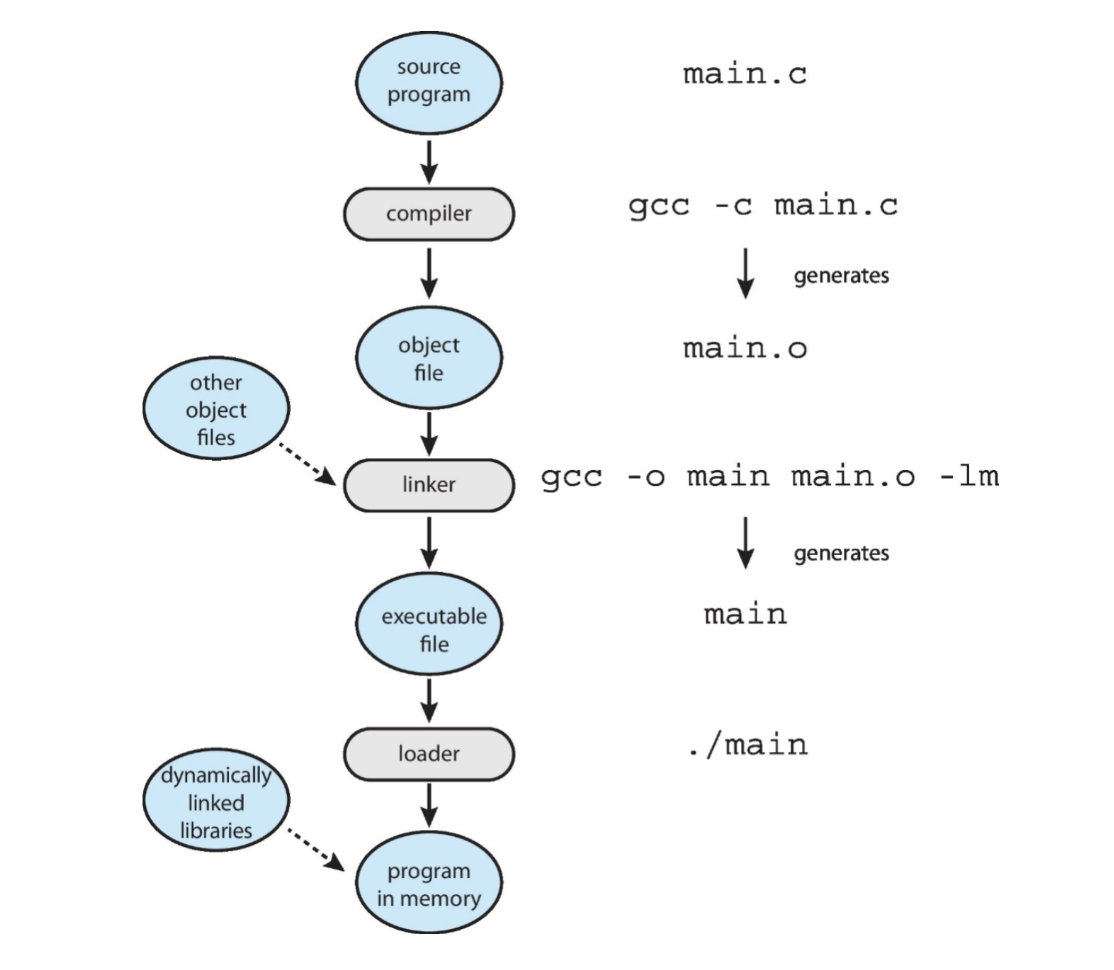 source
program
main.c
compiler
gcc -c main.c
generates
object
file
main.o
other
object
files
linker
gcc -o main main.o -lm
generates
executable
file
main
loader
./main
dynamically
linked
libraries
program
in memory